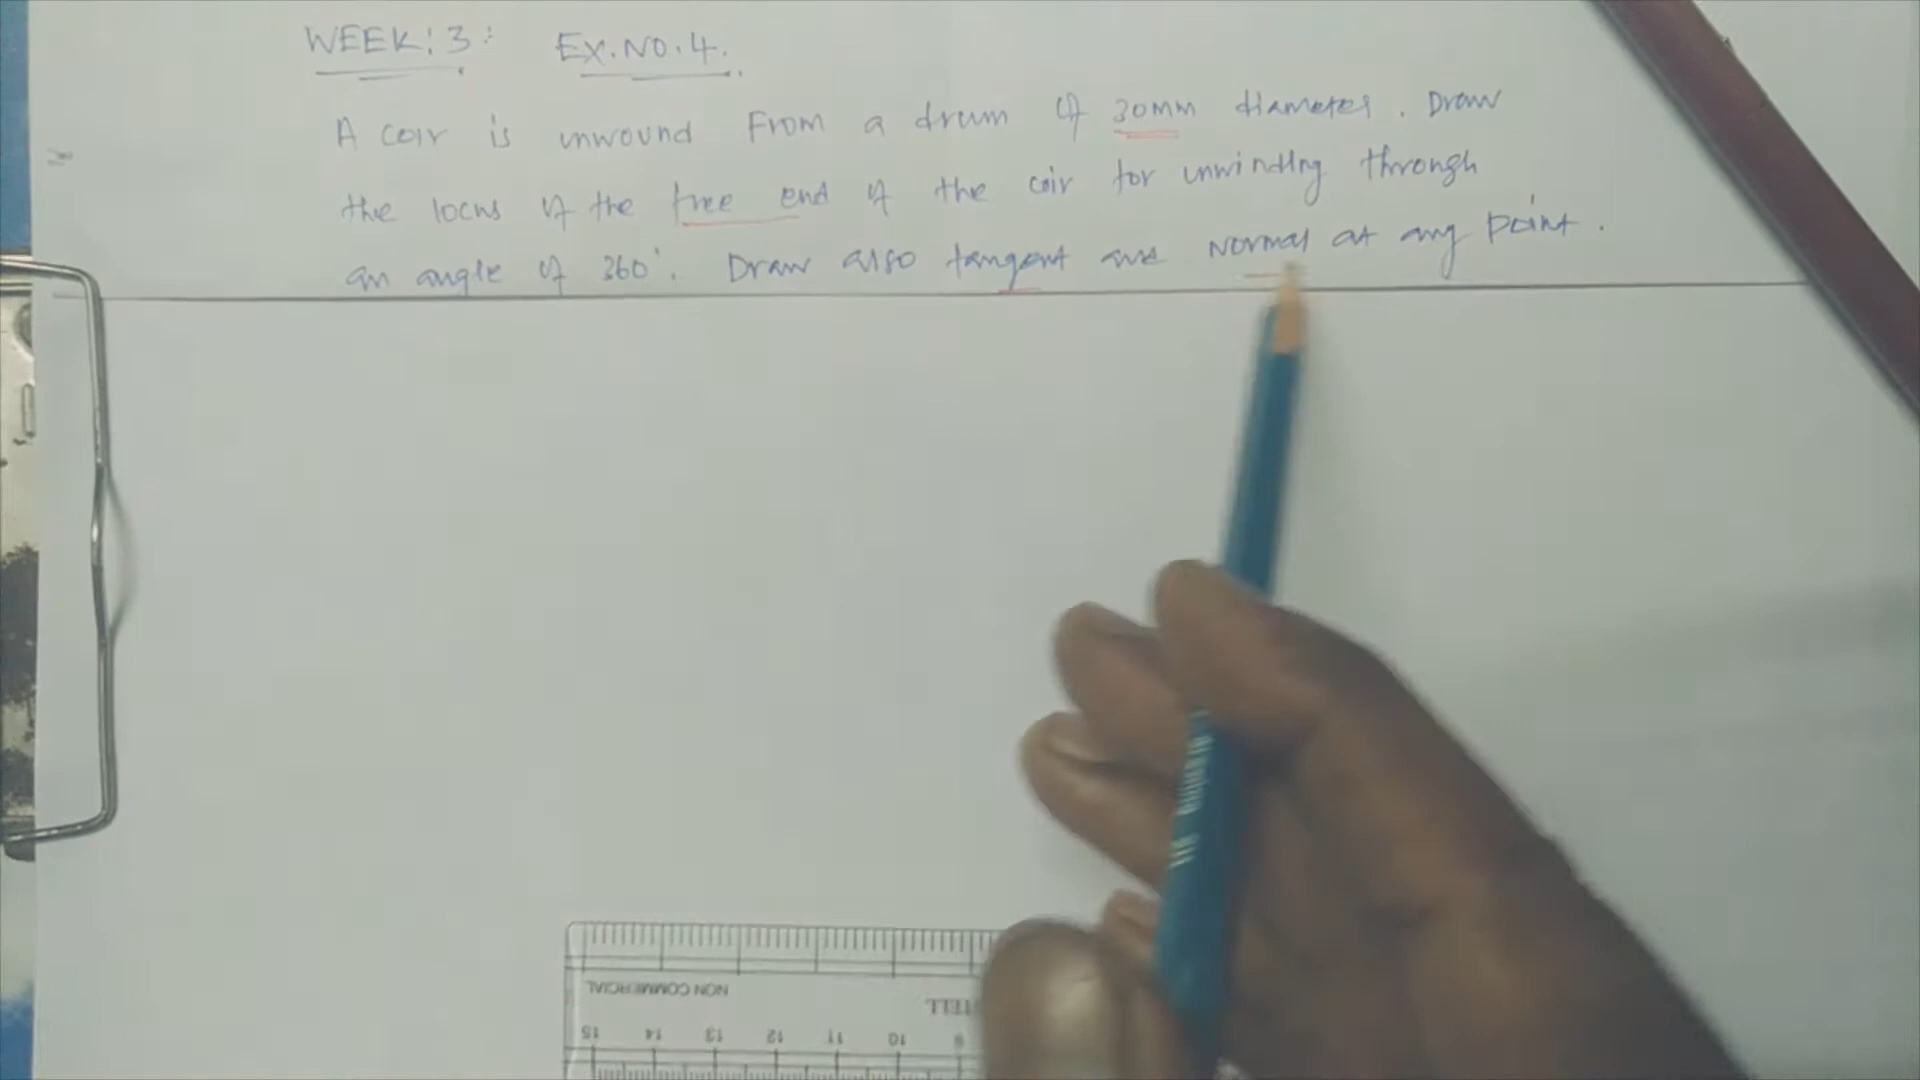 WEEK: 3: Ex.No.4.
A coir is unwound From a drum of 30mm diameter. Draw
the locus of the free end of the coir for unwinding through
an angle of 360°. Draw also tangent and Normal at any point.
NON COMMERCIAL
15 14 13 12 11 10 9